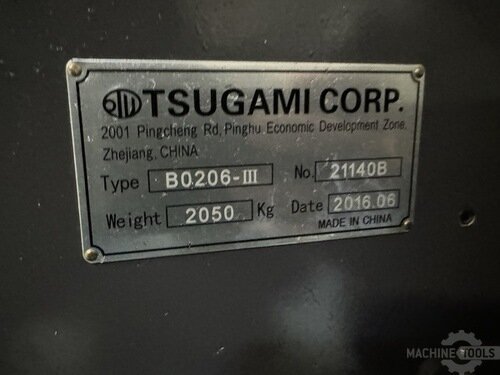 TSUGAMI CORP.
2001 Pingcheng Rd, Pinghu Economic Development Zone,
Zhejiang, CHINA
Type B0206-III No. 21140B
Weight 2050 Kg Date 2016.06
MADE IN CHINA
MACHINE TOOLS